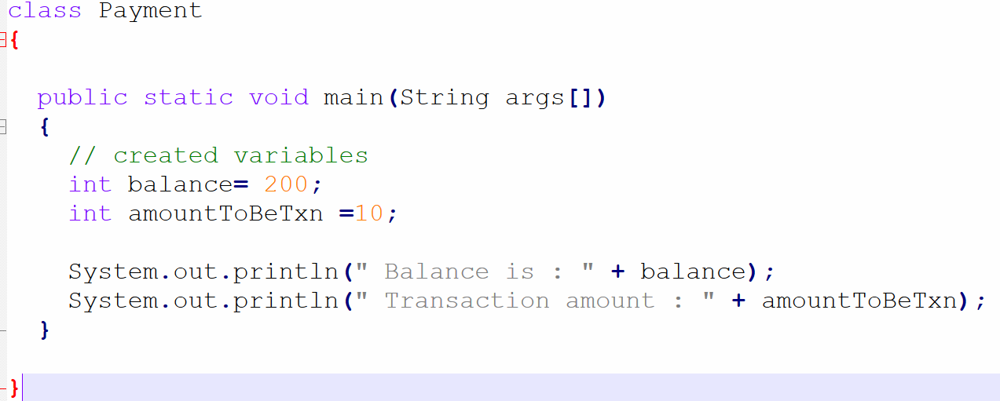 class Payment
{
public static void main(String args[])
{
// created variables
int balance= 200;
int amountToBeTxn =10;
System.out.println(" Balance is : " + balance);
System.out.println(" Transaction amount : " + amountToBeTxn);
}
}